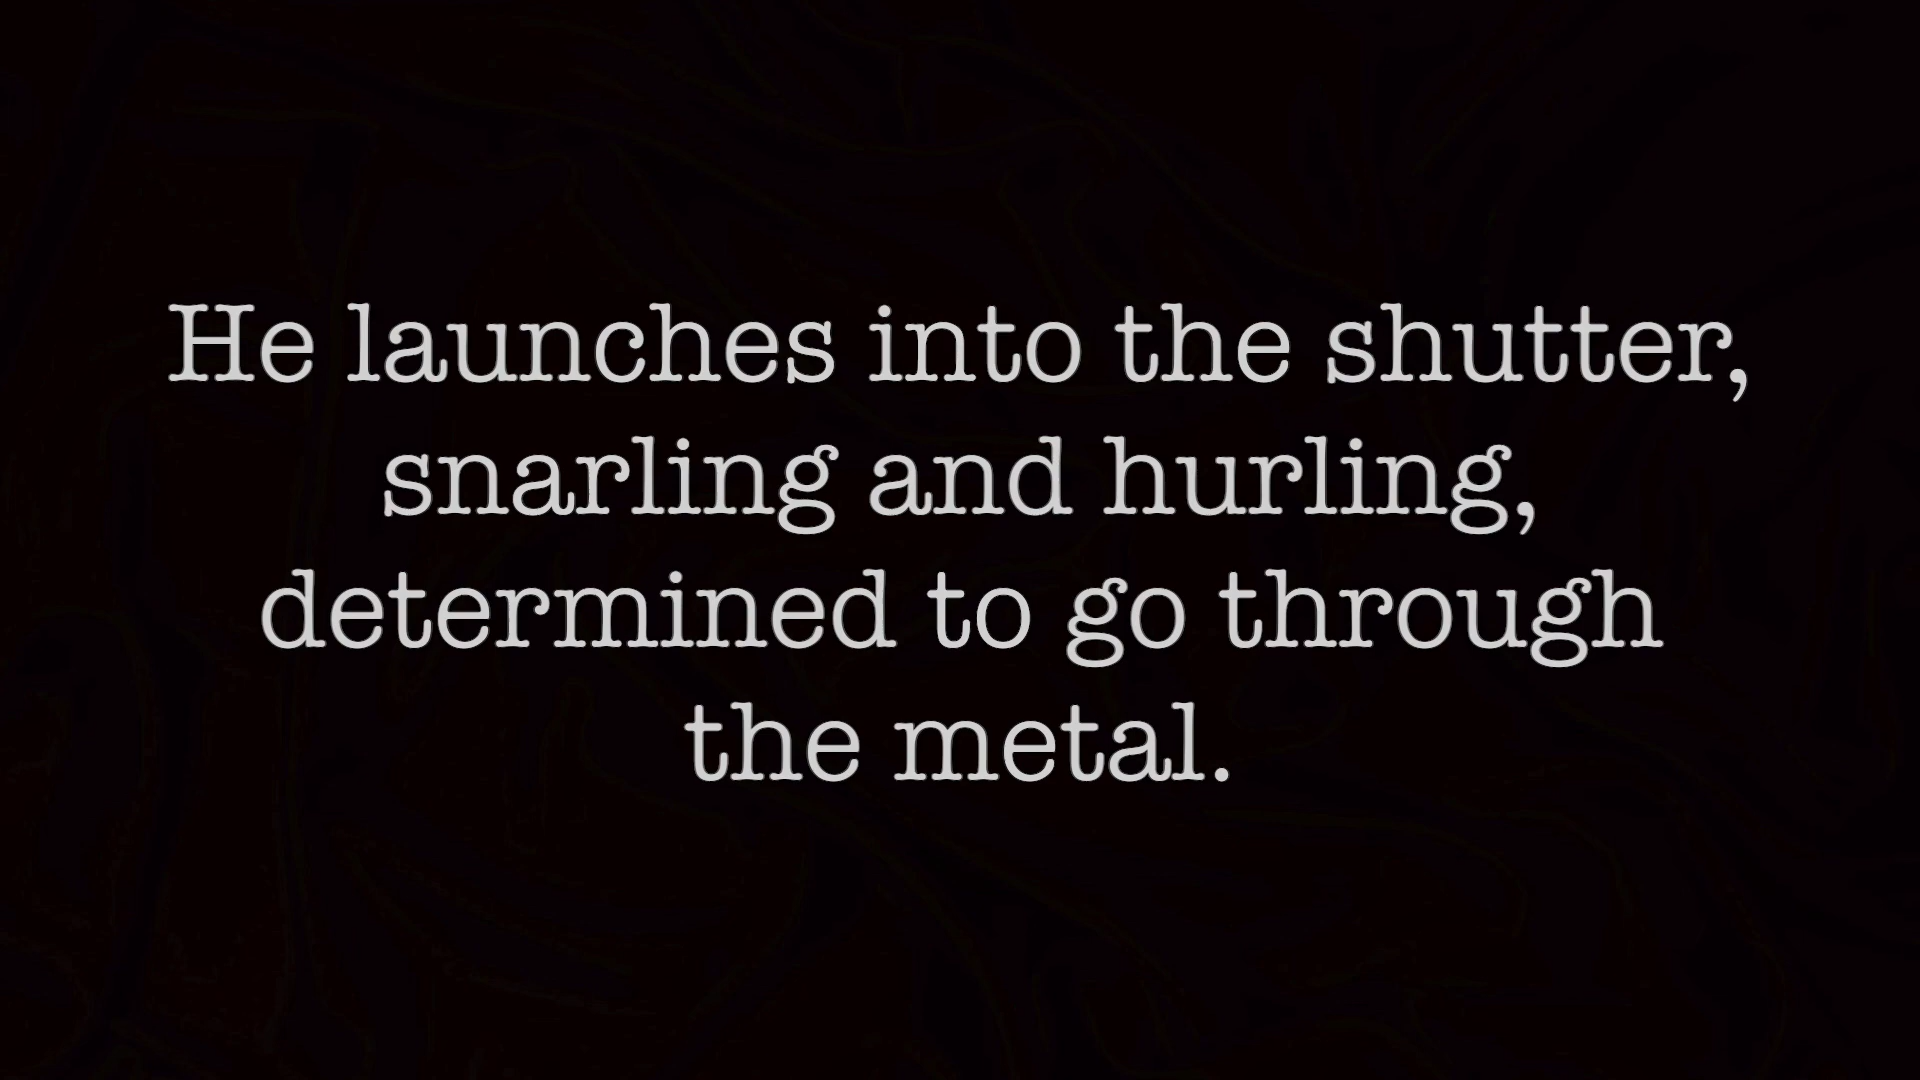 He launches into the shutter,
snarling and hurling,
determined to go through
the metal.